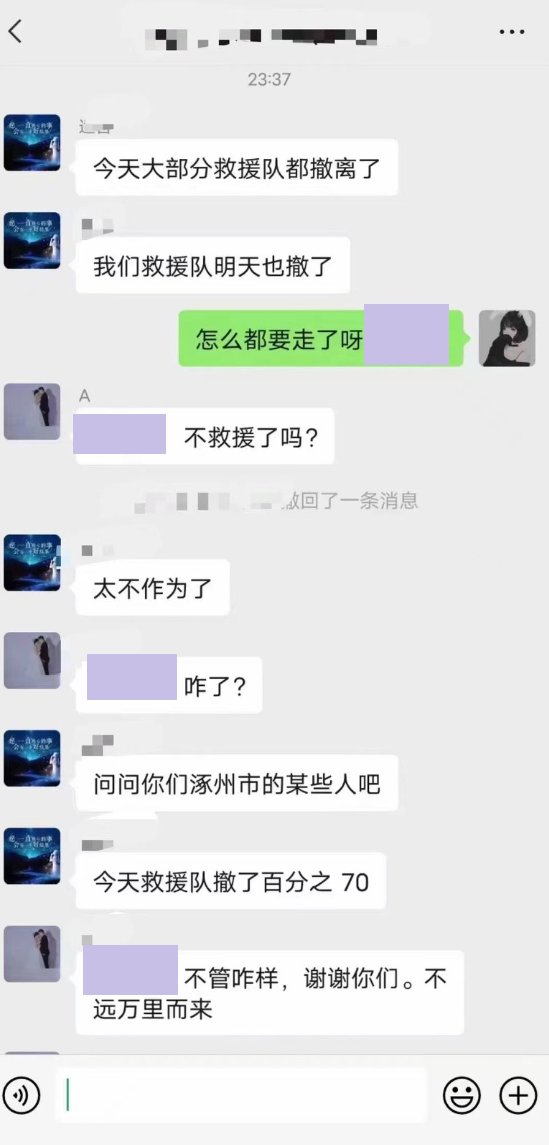 23:37
今天大部分救援队都撤离了
我们救援队明天也撤了
怎么都要走了呀
A
不救援了吗？
撤回了一条消息
太不作为了
咋了？
问问你们涿州市的某些人吧
今天救援队撤了百分之 70
不管咋样，谢谢你们。不
远万里而来